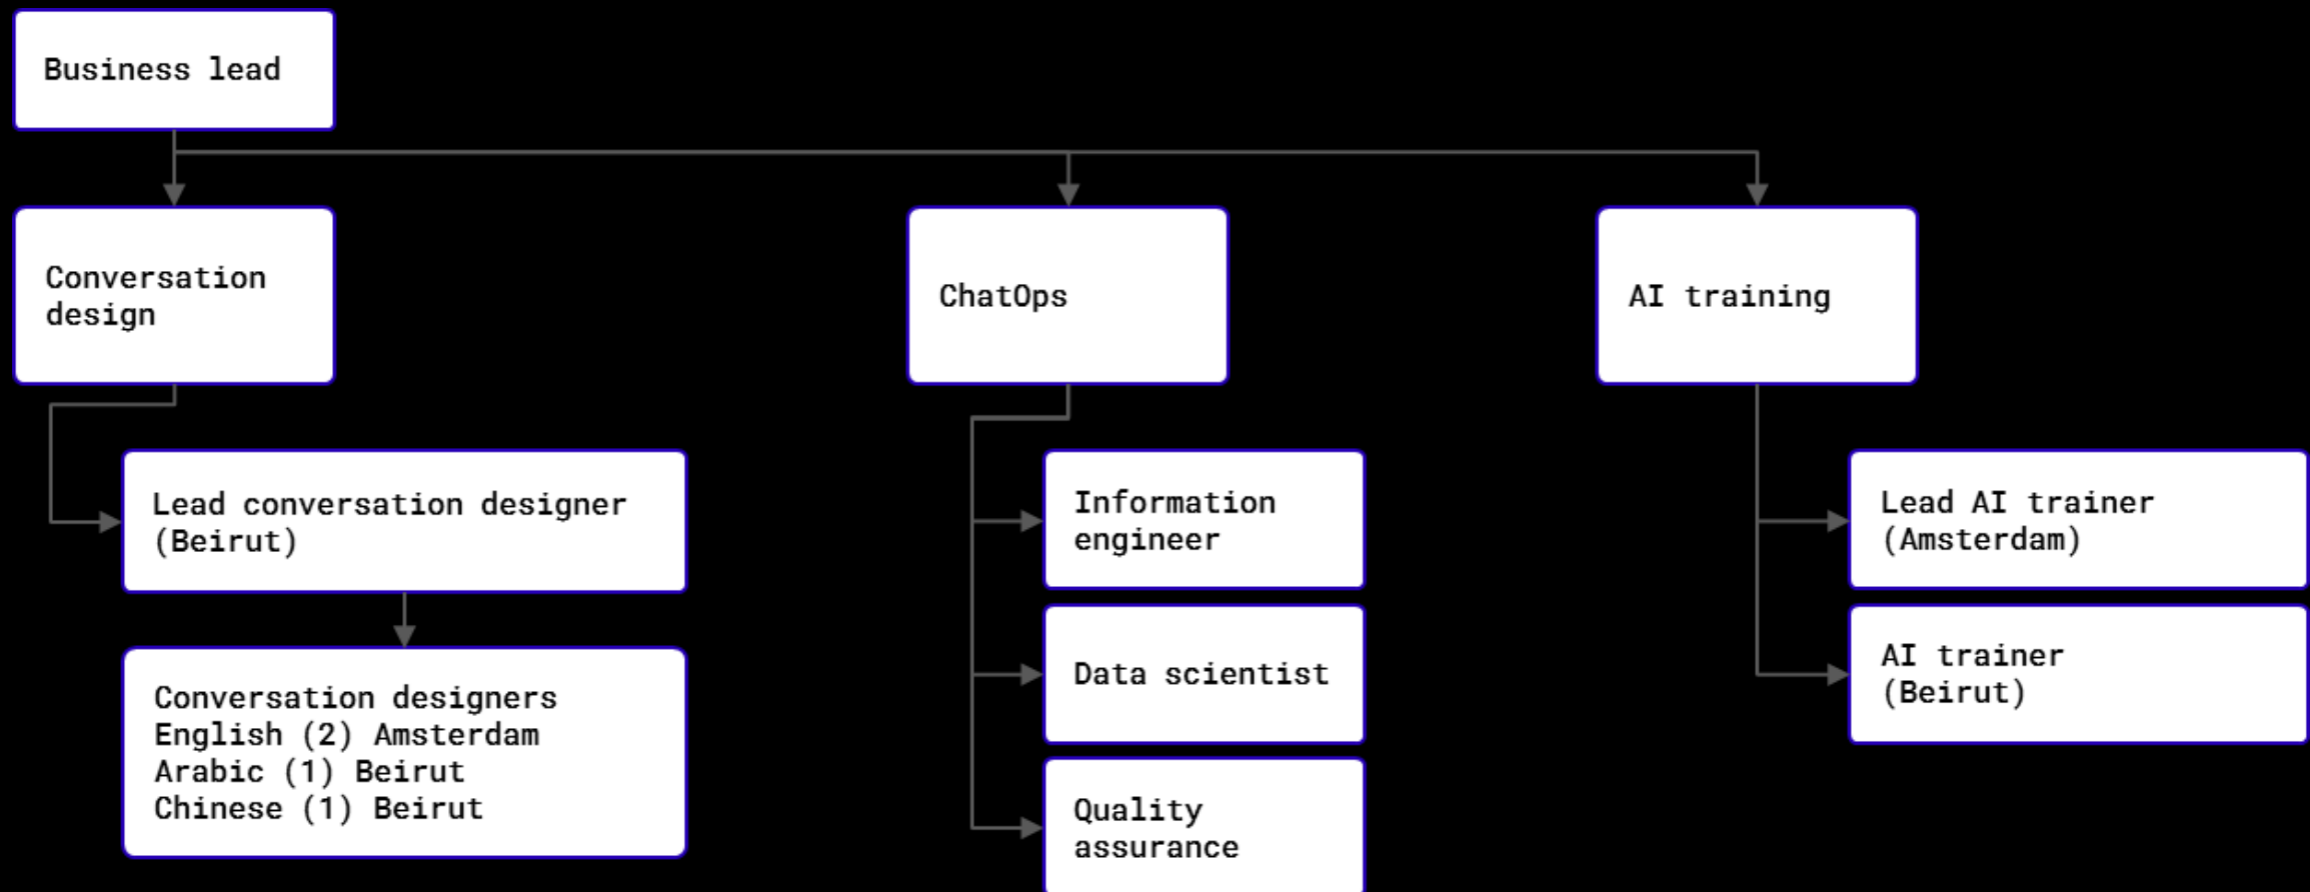 Business lead
Conversation
design
ChatOps
AI training
Lead conversation designer
(Beirut)
Conversation designers
English (2) Amsterdam
Arabic (1) Beirut
Chinese (1) Beirut
Information
engineer
Data scientist
Quality
assurance
Lead AI trainer
(Amsterdam)
AI trainer
(Beirut)